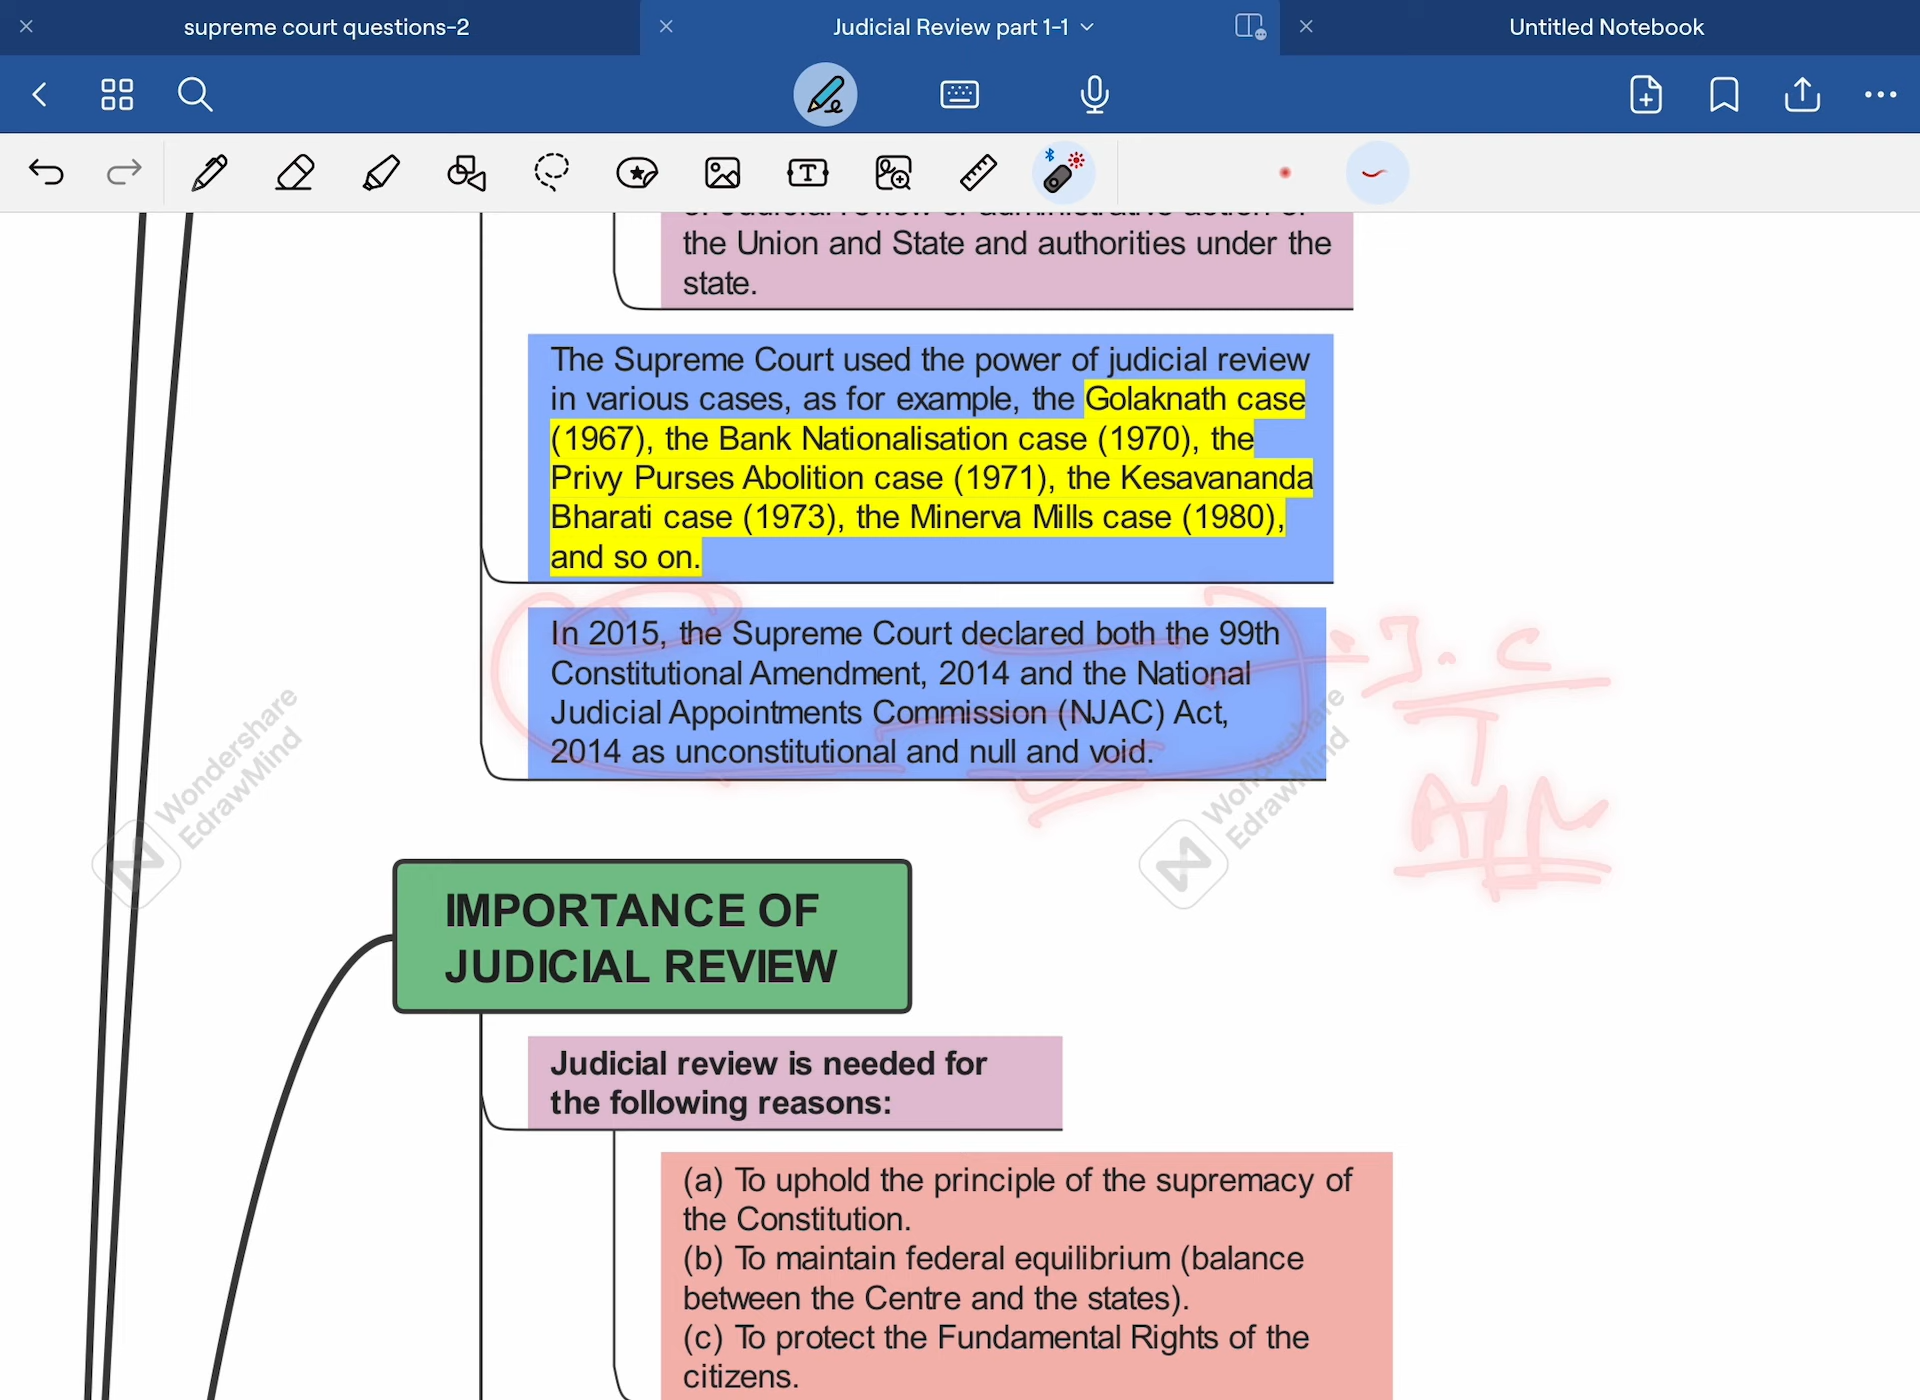 supreme court questions-2
Judicial Review part 1-1
Untitled Notebook
the Union and State and authorities under the
state.
The Supreme Court used the power of judicial review
in various cases, as for example, the Golaknath case
(1967), the Bank Nationalisation case (1970), the
Privy Purses Abolition case (1971), the Kesavananda
Bharati case (1973), the Minerva Mills case (1980),
and so on.
In 2015, the Supreme Court declared both the 99th
Constitutional Amendment, 2014 and the National
Judicial Appointments Commission (NJAC) Act,
2014 as unconstitutional and null and void.
Wondershare
EdrawMind
Wondershare
EdrawMind
IMPORTANCE OF
JUDICIAL REVIEW
Judicial review is needed for
the following reasons:
(a) To uphold the principle of the supremacy of
the Constitution.
(b) To maintain federal equilibrium (balance
between the Centre and the states).
(c) To protect the Fundamental Rights of the
citizens.